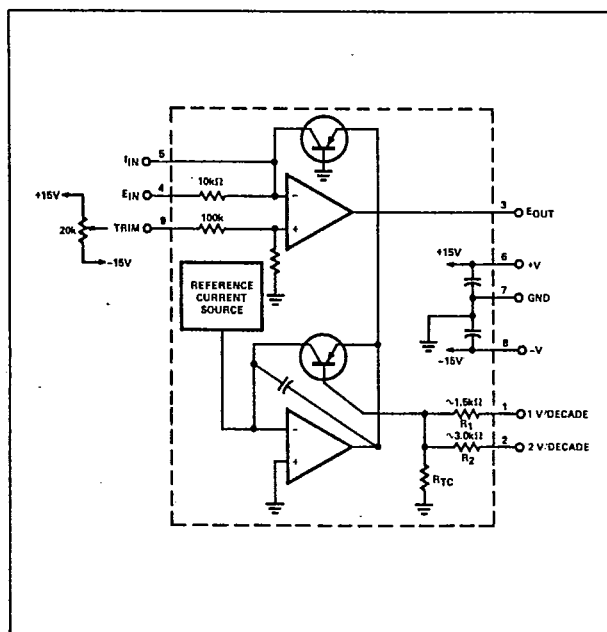 IIN
5
EIN
4
10kΩ
+15V
20k
TRIM
9
100k
−15V
−
+
3
EOUT
+15V
6
+V
7
GND
8
−V
−15V
REFERENCE
CURRENT
SOURCE
−
+
~1.5kΩ
1
1 V/DECADE
R1
~3.0kΩ
2
2 V/DECADE
R2
RTC